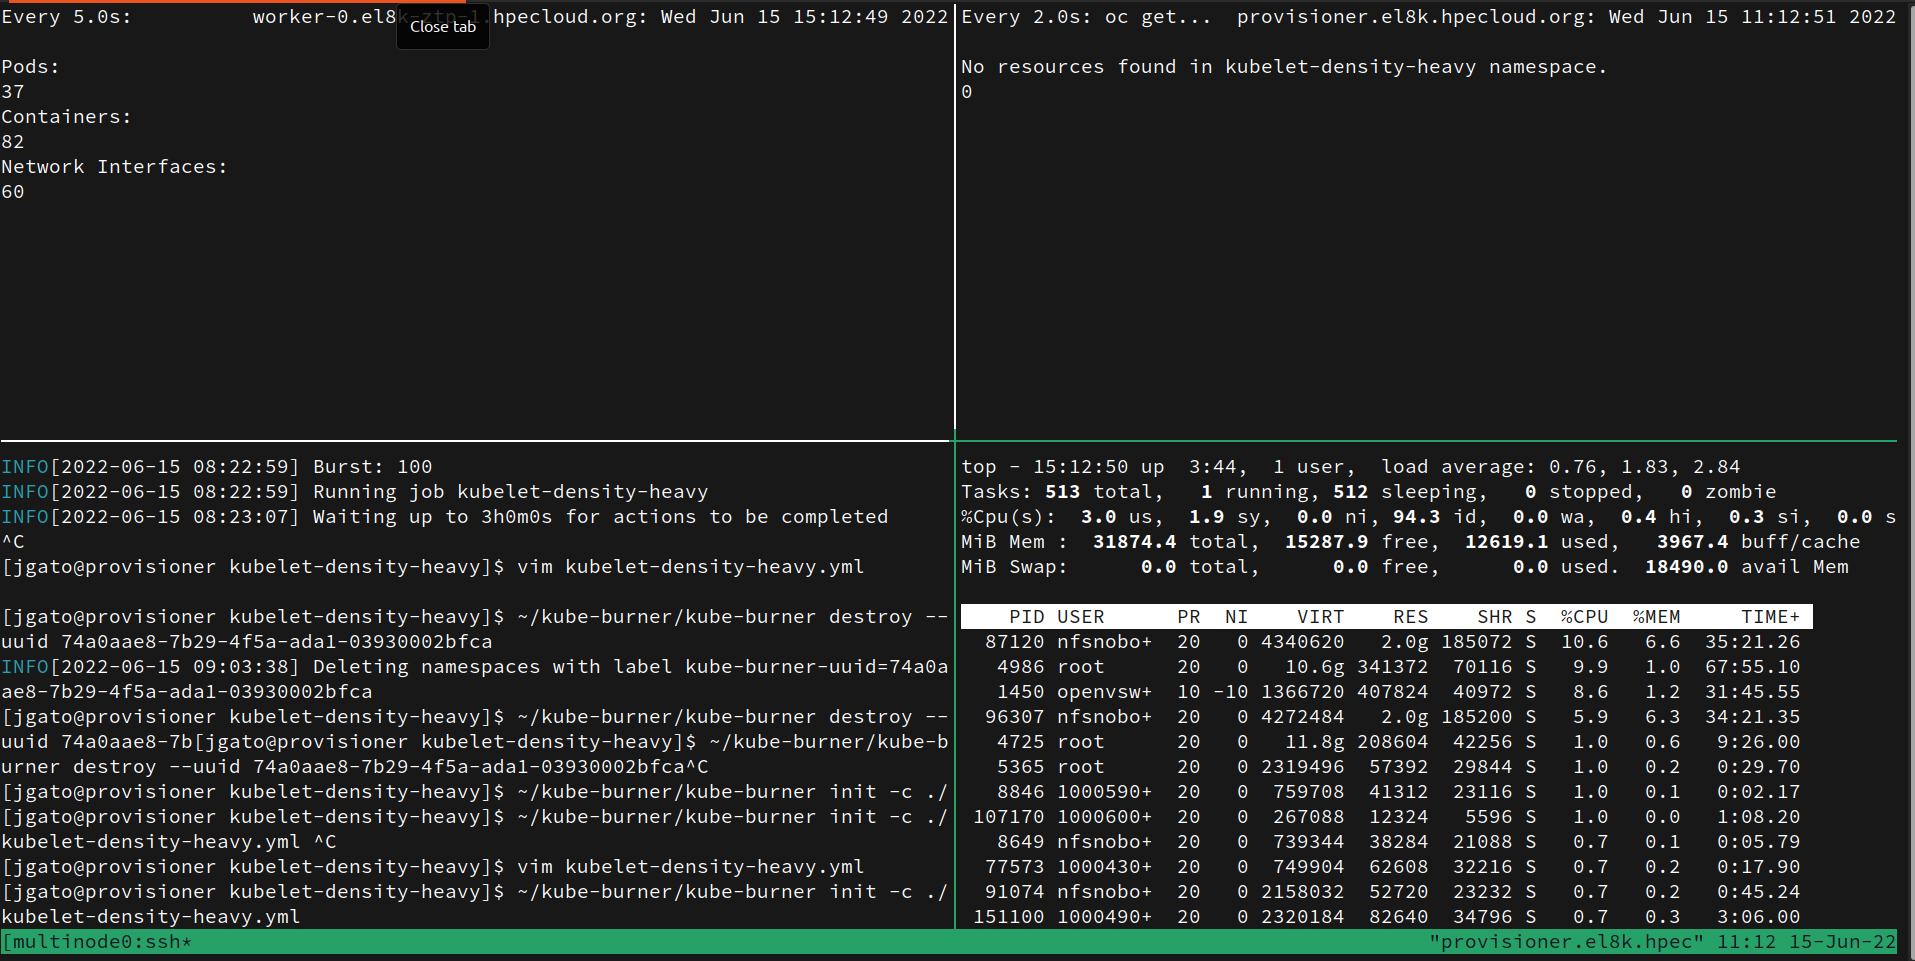 Every 5.0s:          worker-0.el8k-ztp-1.hpecloud.org: Wed Jun 15 15:12:49 2022
Close tab
Pods:
37
Containers:
82
Network Interfaces:
60
Every 2.0s: oc get...  provisioner.el8k.hpecloud.org: Wed Jun 15 11:12:51 2022
No resources found in kubelet-density-heavy namespace.
0
INFO[2022-06-15 08:22:59] Burst: 100
INFO[2022-06-15 08:22:59] Running job kubelet-density-heavy
INFO[2022-06-15 08:23:07] Waiting up to 3h0m0s for actions to be completed
^C
[jgato@provisioner kubelet-density-heavy]$ vim kubelet-density-heavy.yml
[jgato@provisioner kubelet-density-heavy]$ ~/kube-burner/kube-burner destroy --
uuid 74a0aae8-7b29-4f5a-ada1-03930002bfca
INFO[2022-06-15 09:03:38] Deleting namespaces with label kube-burner-uuid=74a0a
ae8-7b29-4f5a-ada1-03930002bfca
[jgato@provisioner kubelet-density-heavy]$ ~/kube-burner/kube-burner destroy --
uuid 74a0aae8-7b[jgato@provisioner kubelet-density-heavy]$ ~/kube-burner/kube-b
urner destroy --uuid 74a0aae8-7b29-4f5a-ada1-03930002bfca^C
[jgato@provisioner kubelet-density-heavy]$ ~/kube-burner/kube-burner init -c ./
[jgato@provisioner kubelet-density-heavy]$ ~/kube-burner/kube-burner init -c ./
kubelet-density-heavy.yml ^C
[jgato@provisioner kubelet-density-heavy]$ vim kubelet-density-heavy.yml
[jgato@provisioner kubelet-density-heavy]$ ~/kube-burner/kube-burner init -c ./
kubelet-density-heavy.yml
top - 15:12:50 up  3:44,  1 user,  load average: 0.76, 1.83, 2.84
Tasks: 513 total,   1 running, 512 sleeping,   0 stopped,   0 zombie
%Cpu(s):  3.0 us,  1.9 sy,  0.0 ni, 94.3 id,  0.0 wa,  0.4 hi,  0.3 si,  0.0 s
MiB Mem :  31874.4 total,  15287.9 free,  12619.1 used,   3967.4 buff/cache
MiB Swap:      0.0 total,      0.0 free,      0.0 used.  18490.0 avail Mem
PID USER      PR  NI    VIRT    RES    SHR S  %CPU  %MEM     TIME+
87120 nfsnobo+  20   0 4340620   2.0g 185072 S  10.6   6.6  35:21.26
4986 root      20   0   10.6g 341372  70116 S   9.9   1.0  67:55.10
1450 openvsw+  10 -10 1366720 407824  40972 S   8.6   1.2  31:45.55
96307 nfsnobo+  20   0 4272484   2.0g 185200 S   5.9   6.3  34:21.35
4725 root      20   0   11.8g 208604  42256 S   1.0   0.6   9:26.00
5365 root      20   0 2319496  57392  29844 S   1.0   0.2   0:29.70
8846 1000590+  20   0  759708  41312  23116 S   1.0   0.1   0:02.17
107170 1000600+  20   0  267088  12324   5596 S   1.0   0.0   1:08.20
8649 nfsnobo+  20   0  739344  38284  21088 S   0.7   0.1   0:05.79
77573 1000430+  20   0  749904  62608  32216 S   0.7   0.2   0:17.90
91074 nfsnobo+  20   0 2158032  52720  23232 S   0.7   0.2   0:45.24
151100 1000490+  20   0 2320184  82640  34796 S   0.7   0.3   3:06.00
[multinode0:ssh*                    "provisioner.el8k.hpec" 11:12 15-Jun-22